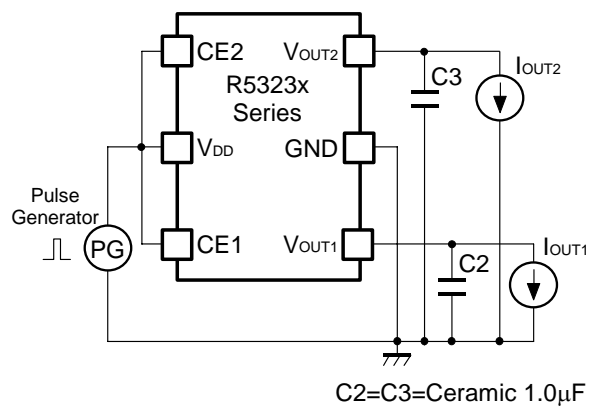 CE2
VOUT2
R5323x
Series
C3
IOUT2
VDD
GND
Pulse
Generator
PG
CE1
VOUT1
C2
IOUT1
C2=C3=Ceramic 1.0μF